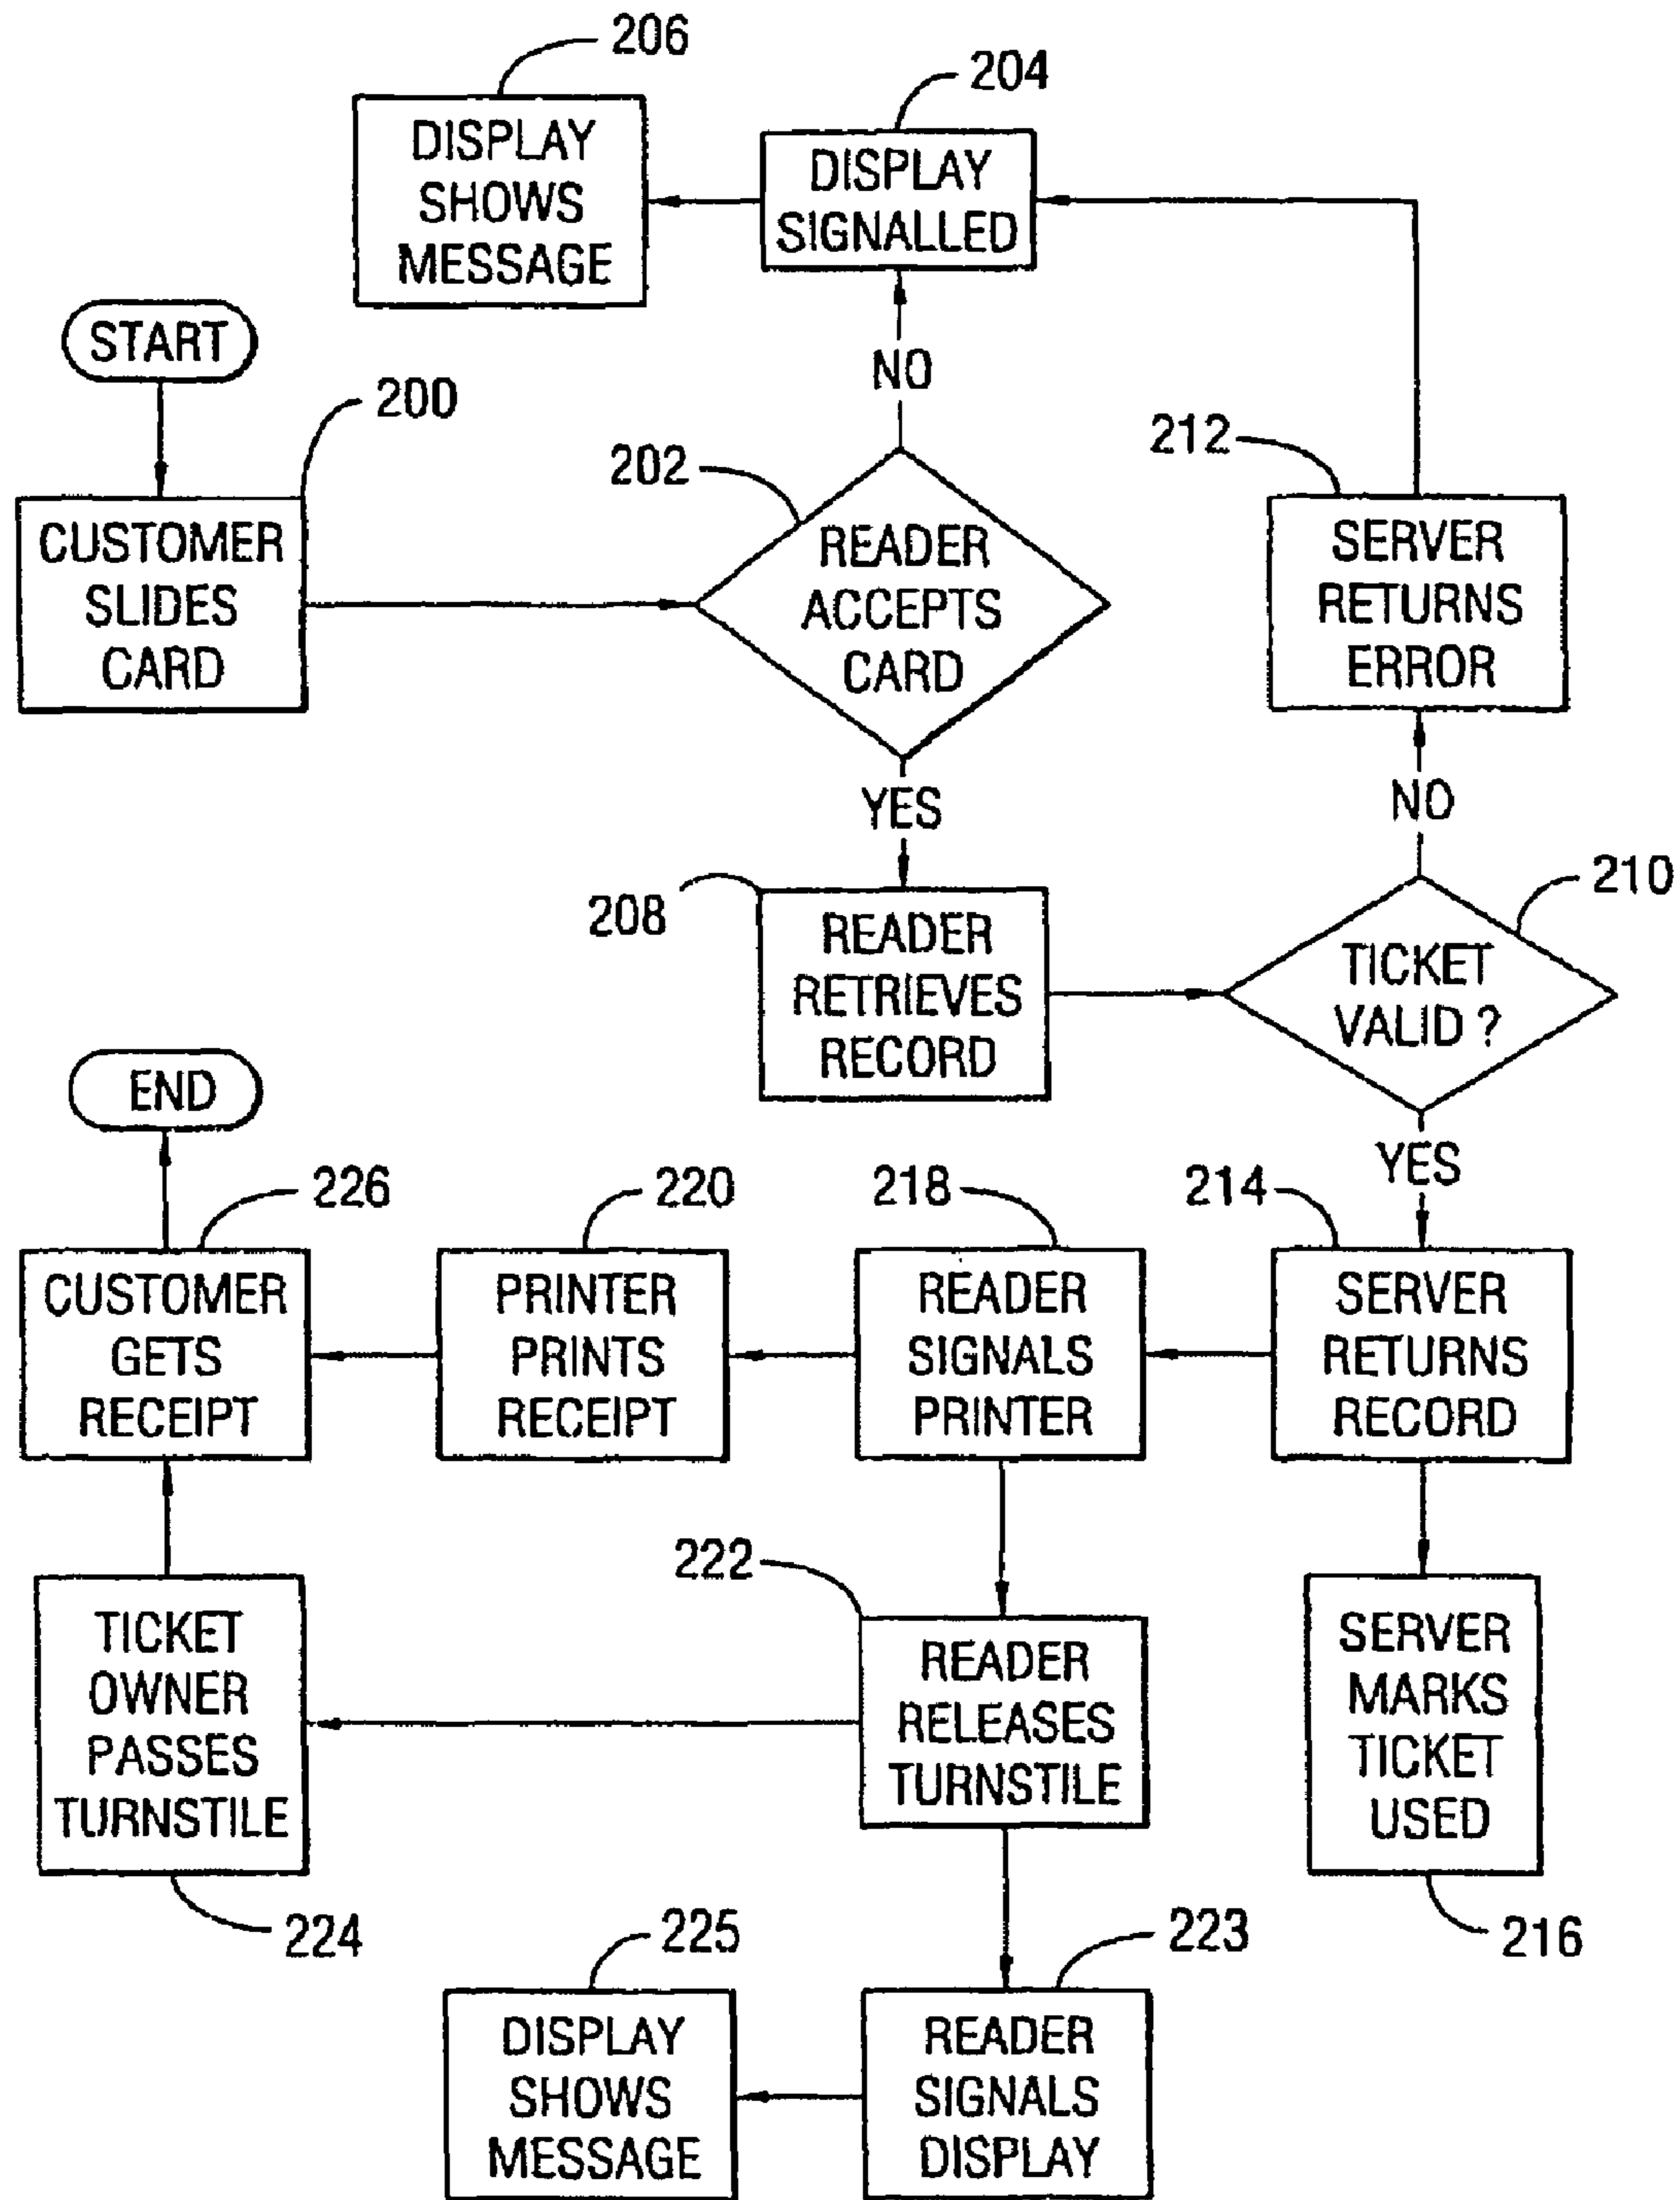 206
204
DISPLAY
SHOWS
MESSAGE
DISPLAY
SIGNALLED
START
NO
200
212
202
CUSTOMER
SLIDES
CARD
READER
ACCEPTS
CARD
SERVER
RETURNS
ERROR
YES
NO
208
210
READER
RETRIEVES
RECORD
TICKET
VALID ?
END
YES
226
220
218
214
CUSTOMER
GETS
RECEIPT
PRINTER
PRINTS
RECEIPT
READER
SIGNALS
PRINTER
SERVER
RETURNS
RECORD
222
TICKET
OWNER
PASSES
TURNSTILE
READER
RELEASES
TURNSTILE
SERVER
MARKS
TICKET
USED
224
225
223
216
DISPLAY
SHOWS
MESSAGE
READER
SIGNALS
DISPLAY